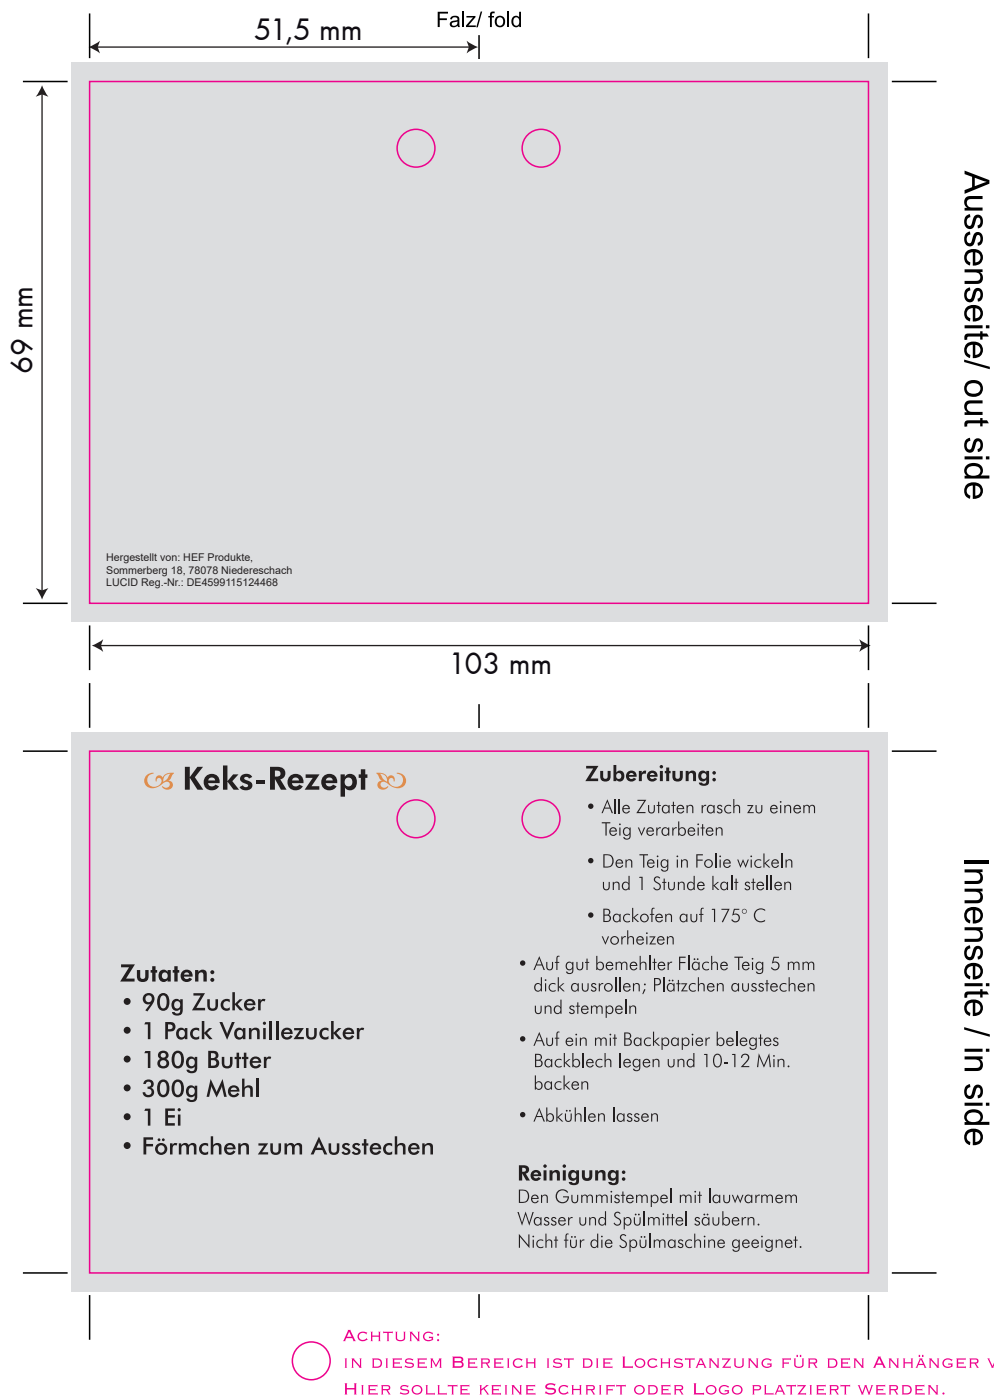 51,5 mm
Falz/ fold
69 mm
Aussenseite/ out side
Hergestellt von: HEF Produkte,
Sommerberg 18, 78078 Niedereschach
LUCID Reg.-Nr.: DE4599115124468
103 mm
Keks-Rezept
Zutaten:
• 90g Zucker
• 1 Pack Vanillezucker
• 180g Butter
• 300g Mehl
• 1 Ei
• Förmchen zum Ausstechen
Zubereitung:
• Alle Zutaten rasch zu einem
Teig verarbeiten
• Den Teig in Folie wickeln
und 1 Stunde kalt stellen
• Backofen auf 175° C
vorheizen
• Auf gut bemehlter Fläche Teig 5 mm
dick ausrollen; Plätzchen ausstechen
und stempeln
• Auf ein mit Backpapier belegtes
Backblech legen und 10-12 Min.
backen
• Abkühlen lassen
Reinigung:
Den Gummistempel mit lauwarmem
Wasser und Spülmittel säubern.
Nicht für die Spülmaschine geeignet.
Innenseite / in side
ACHTUNG:
IN DIESEM BEREICH IST DIE LOCHSTANZUNG FÜR DEN ANHÄNGER
HIER SOLLTE KEINE SCHRIFT ODER LOGO PLATZIERT WERDEN.